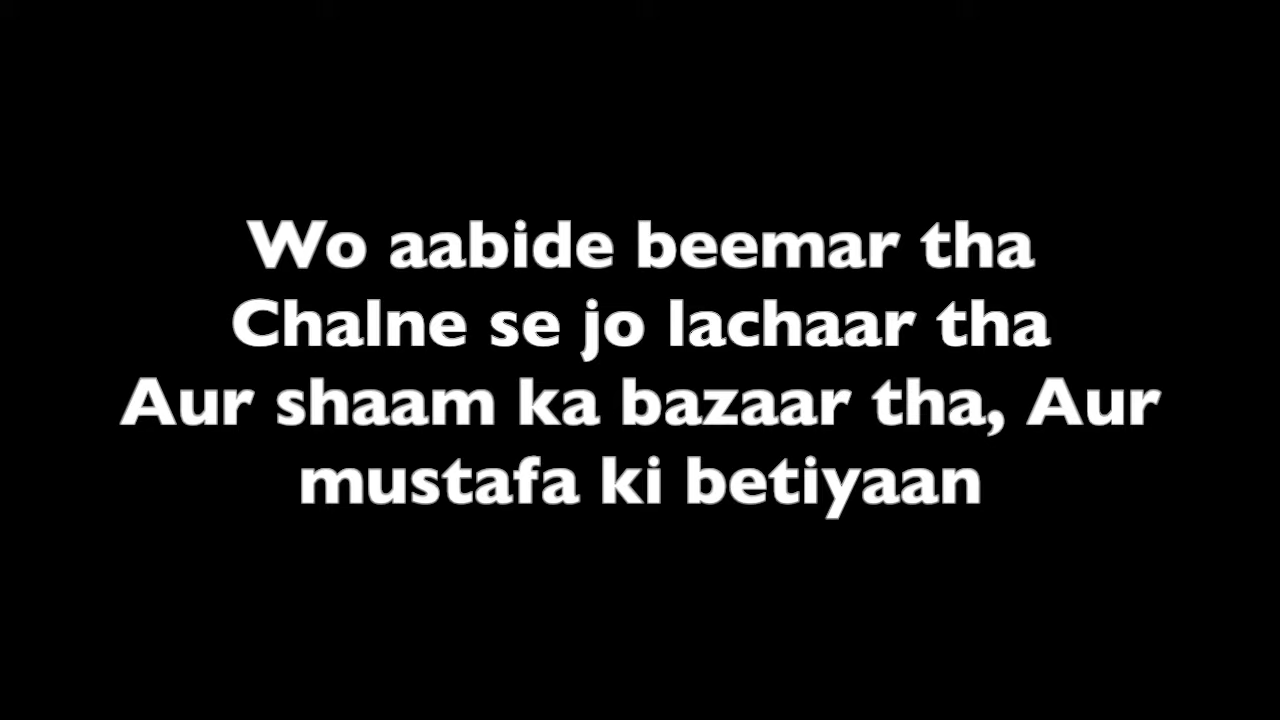 Wo aabide beemar tha
Chalne se jo lachaar tha
Aur shaam ka bazaar tha, Aur
mustafa ki betiyaan